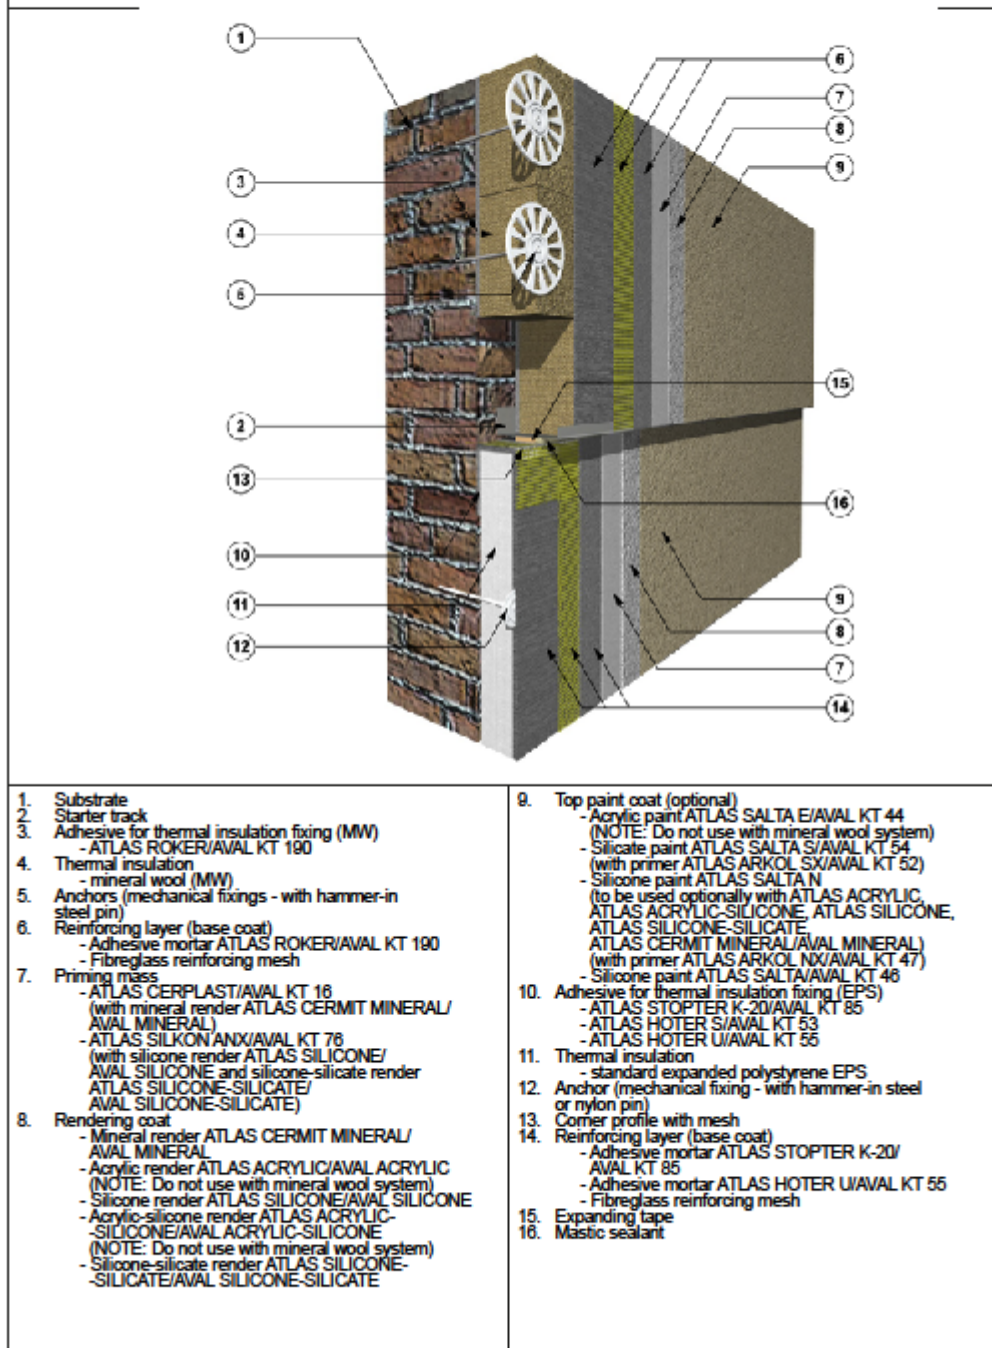 1
3
4
5
2
13
10
11
12
6
7
8
9
15
16
9
8
7
14
1. Substrate
2. Starter track
3. Adhesive for thermal insulation fixing (MW)
- ATLAS ROKER/AVAL KT 190
4. Thermal insulation
- mineral wool (MW)
5. Anchors (mechanical fixings - with hammer-in
steel pin)
6. Reinforcing layer (base coat)
- Adhesive mortar ATLAS ROKER/AVAL KT 190
- Fibreglass reinforcing mesh
7. Priming mass
- ATLAS CERPLAST/AVAL KT 16
(with mineral render ATLAS CERMIT MINERAL/
AVAL MINERAL)
- ATLAS SILKON ANX/AVAL KT 76
(with silicone render ATLAS SILICONE/
AVAL SILICONE and silicone-silicate render
ATLAS SILICONE-SILICATE/
AVAL SILICONE-SILICATE)
8. Rendering coat
- Mineral render ATLAS CERMIT MINERAL/
AVAL MINERAL
- Acrylic render ATLAS ACRYLIC/AVAL ACRYLIC
(NOTE: Do not use with mineral wool system)
- Silicone render ATLAS SILICONE/AVAL SILICONE
- Acrylic-silicone render ATLAS ACRYLIC-
-SILICONE/AVAL ACRYLIC-SILICONE
(NOTE: Do not use with mineral wool system)
- Silicone-silicate render ATLAS SILICONE-
-SILICATE/AVAL SILICONE-SILICATE
9. Top paint coat (optional)
- Acrylic paint ATLAS SALTA E/AVAL KT 44
(NOTE: Do not use with mineral wool system)
- Silicate paint ATLAS SALTA S/AVAL KT 54
(with primer ATLAS ARKOL SX/AVAL KT 52)
- Silicone paint ATLAS SALTA N
(to be used optionally with ATLAS ACRYLIC,
ATLAS ACRYLIC-SILICONE, ATLAS SILICONE,
ATLAS SILICONE-SILICATE,
ATLAS CERMIT MINERAL/AVAL MINERAL)
(with primer ATLAS ARKOL NX/AVAL KT 47)
- Silicone paint ATLAS SALTA/AVAL KT 46
10. Adhesive for thermal insulation fixing (EPS)
- ATLAS STOPTER K-20/AVAL KT 85
- ATLAS HOTER S/AVAL KT 53
- ATLAS HOTER U/AVAL KT 55
11. Thermal insulation
- standard expanded polystyrene EPS
12. Anchor (mechanical fixing - with hammer-in steel
or nylon pin)
13. Corner profile with mesh
14. Reinforcing layer (base coat)
- Adhesive mortar ATLAS STOPTER K-20/
AVAL KT 85
- Adhesive mortar ATLAS HOTER U/AVAL KT 55
- Fibreglass reinforcing mesh
15. Expanding tape
16. Mastic sealant